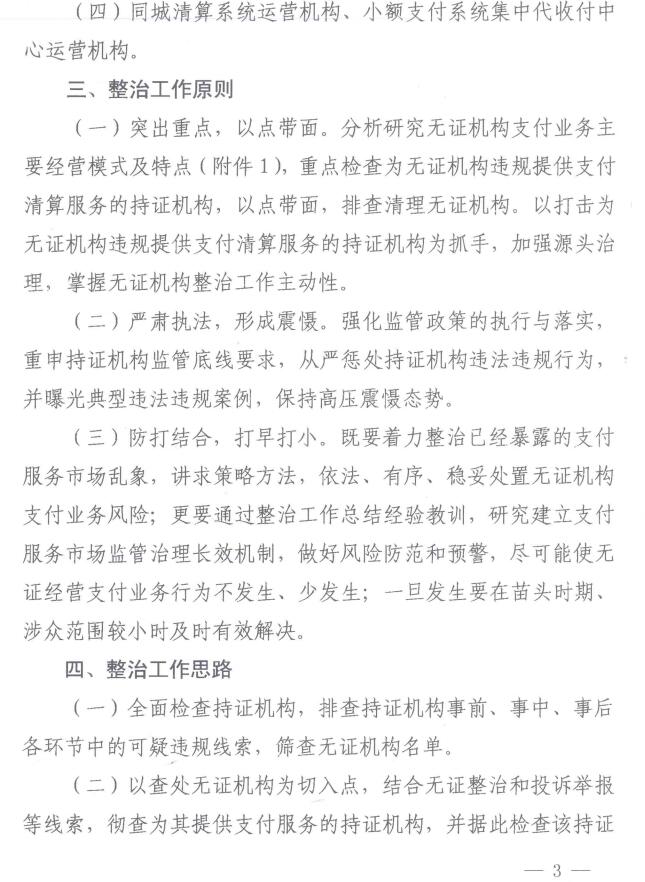 （四）同城清算系统运营机构、小额支付系统集中代收付中
心运营机构。
三、整治工作原则
（一）突出重点，以点带面。分析研究无证机构支付业务主
要经营模式及特点（附件1），重点检查为无证机构违规提供支付
清算服务的持证机构，以点带面，排查清理无证机构。以打击为
无证机构违规提供支付清算服务的持证机构为抓手，加强源头治
理，掌握无证机构整治工作主动性。
（二）严肃执法，形成震慑。强化监管政策的执行与落实，
重申持证机构监管底线要求，从严惩处持证机构违法违规行为，
并曝光典型违法违规案例，保持高压震慑态势。
（三）防打结合，打早打小。既要着力整治已经暴露的支付
服务市场乱象，讲求策略方法，依法、有序、稳妥处置无证机构
支付业务风险；更要通过整治工作总结经验教训，研究建立支付
服务市场监管治理长效机制，做好风险防范和预警，尽可能使无
证经营支付业务行为不发生、少发生；一旦发生要在苗头时期、
涉众范围较小时及时有效解决。
四、整治工作思路
（一）全面检查持证机构，排查持证机构事前、事中、事后
各环节中的可疑违规线索，筛查无证机构名单。
（二）以查处无证机构为切入点，结合无证整治和投诉举报
等线索，彻查为其提供支付服务的持证机构，并据此检查该持证
— 3 —